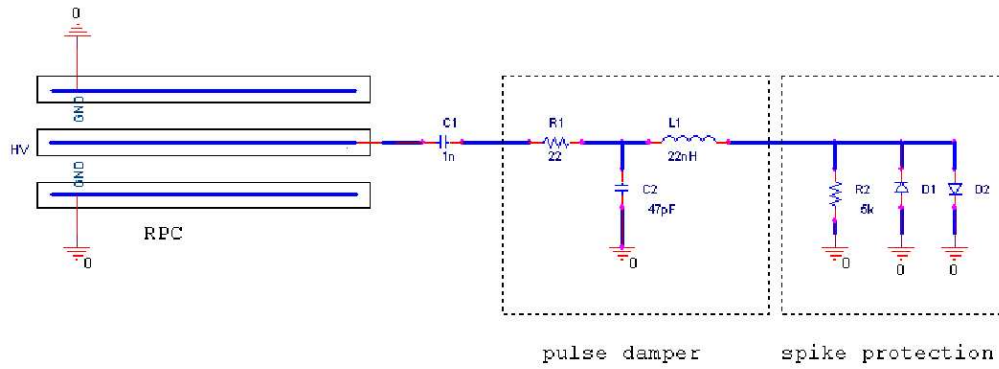 0
GND
HV
GND
RPC
0
C1
1n
R1
22
L1
22nH
C2
47pF
0
R2
5k
D1
D2
0
0
0
pulse damper
spike protection